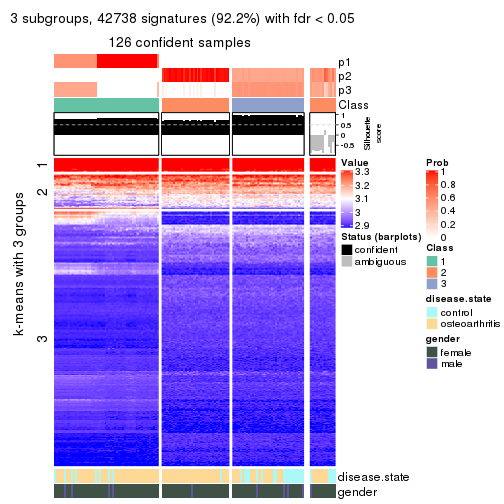 3 subgroups, 42738 signatures (92.2%) with fdr < 0.05
126 confident samples
p1
p2
p3
Class
1
0.5
0
-0.5
Silhouette
score
k-means with 3 groups
1
2
3
Value
3.3
3.2
3.1
3
2.9
Status (barplots)
confident
ambiguous
Prob
1
0.8
0.6
0.4
0.2
0
Class
1
2
3
disease.state
control
osteoarthritis
gender
female
male
disease.state
gender